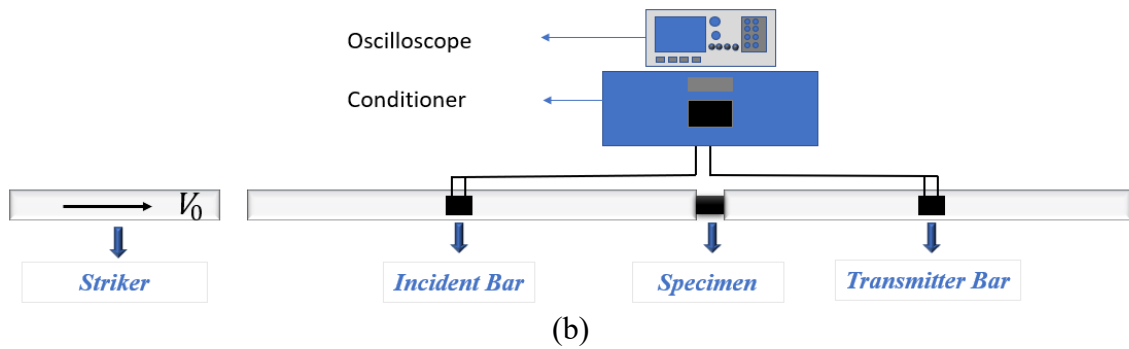 Oscilloscope
Conditioner
V₀
Striker
Incident Bar
Specimen
Transmitter Bar
(b)